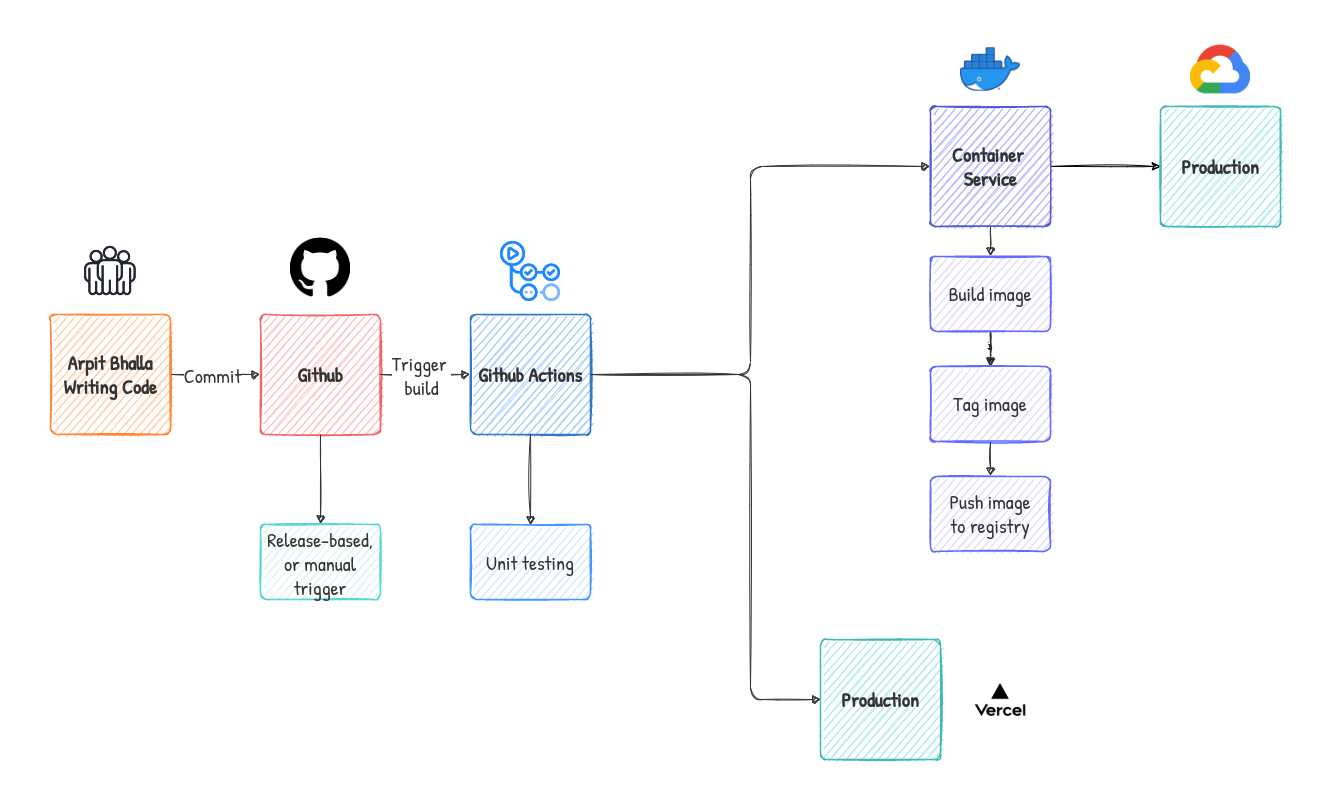 Container
Service
Production
Build image
Arpit Bhalla
Writing Code
Commit
Github
Trigger
build
Github Actions
Tag image
Push image
to registry
Release-based,
or manual
trigger
Unit testing
Production
Vercel